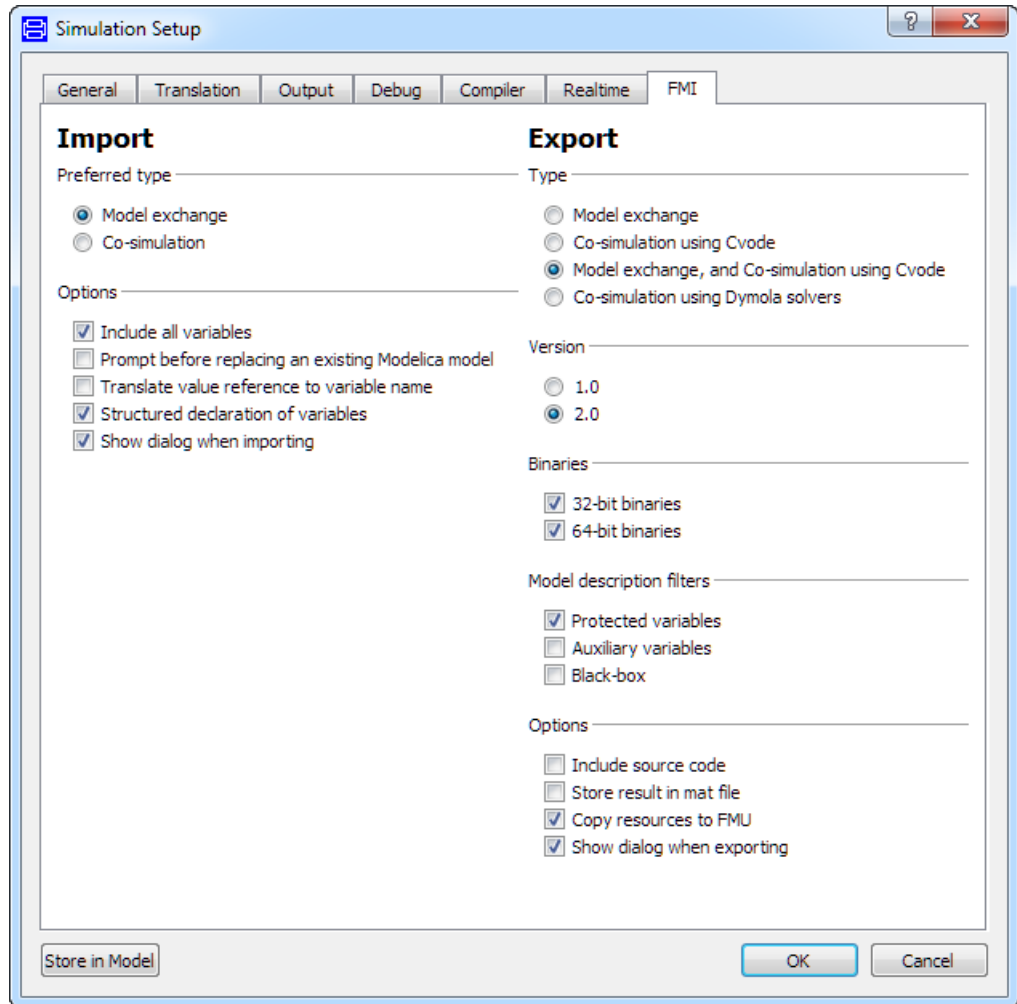 Simulation Setup
?
X
General Translation Output Debug Compiler Realtime FMI
Import
Preferred type
Model exchange
Co-simulation
Options
Include all variables
Prompt before replacing an existing Modelica model
Translate value reference to variable name
Structured declaration of variables
Show dialog when importing
Export
Type
Model exchange
Co-simulation using Cvode
Model exchange, and Co-simulation using Cvode
Co-simulation using Dymola solvers
Version
1.0
2.0
Binaries
32-bit binaries
64-bit binaries
Model description filters
Protected variables
Auxiliary variables
Black-box
Options
Include source code
Store result in mat file
Copy resources to FMU
Show dialog when exporting
Store in Model OK Cancel